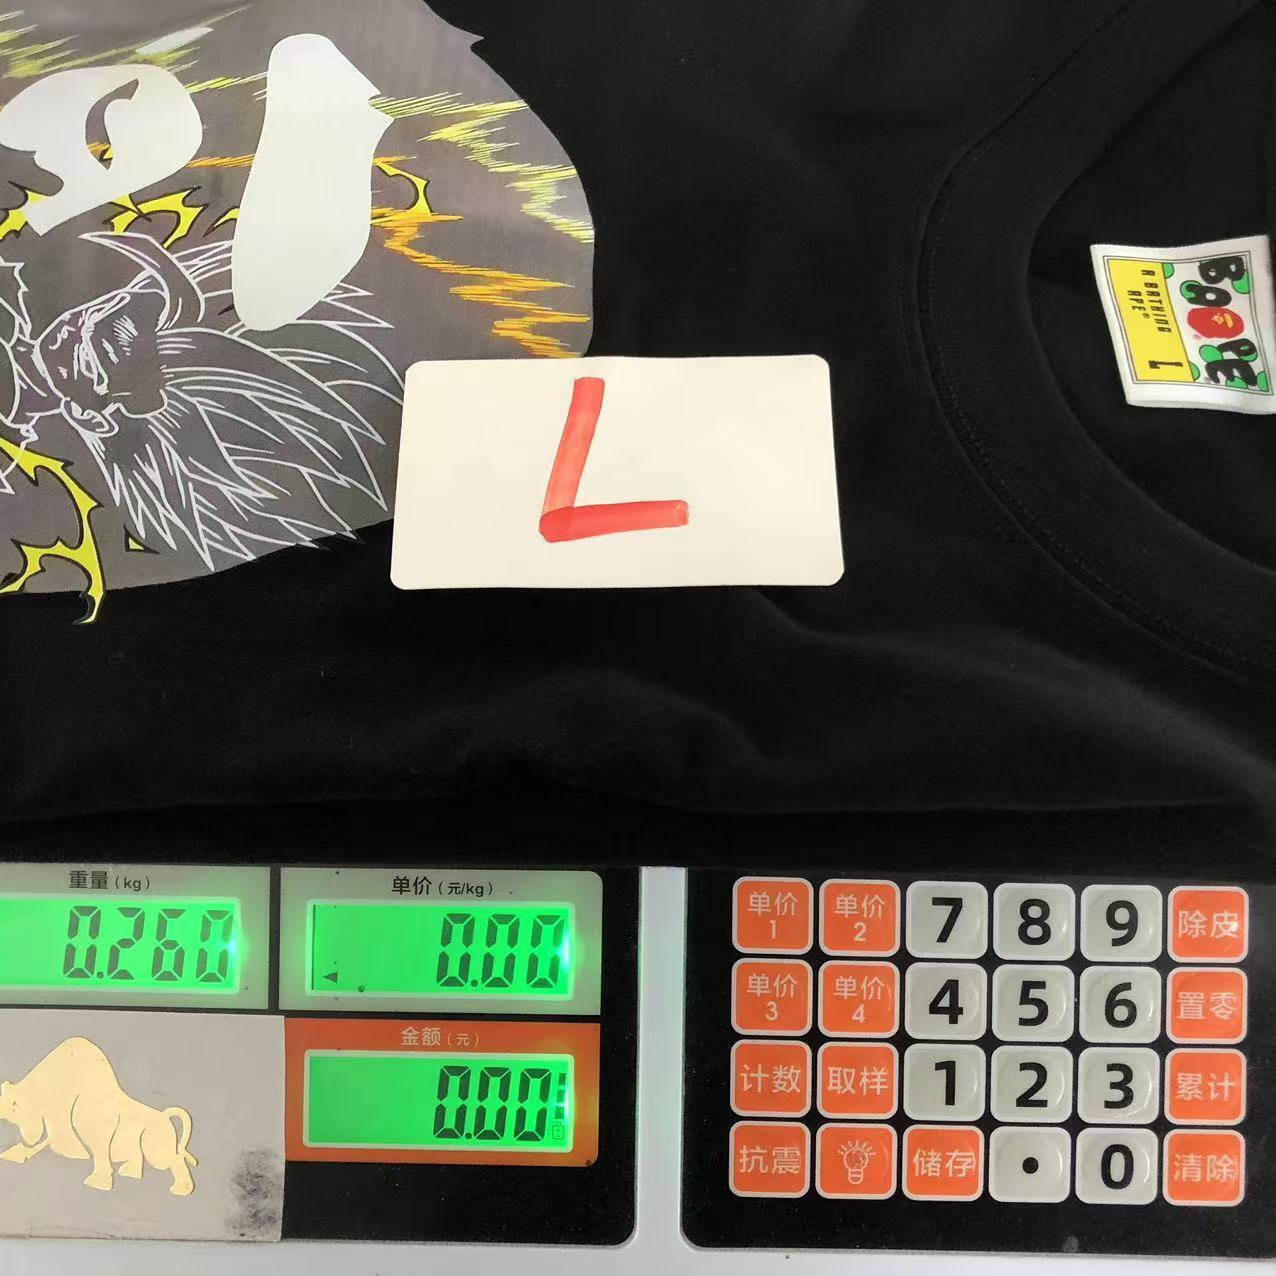 BAPE
A BATHING
APE®
L
L
重量(kg)
0.260
单价(元/kg)
0.00
金额(元)
0.00
单价
1
单价
2
7
8
9
除皮
单价
3
单价
4
4
5
6
置零
计数
取样
1
2
3
累计
抗震
储存
•
0
清除